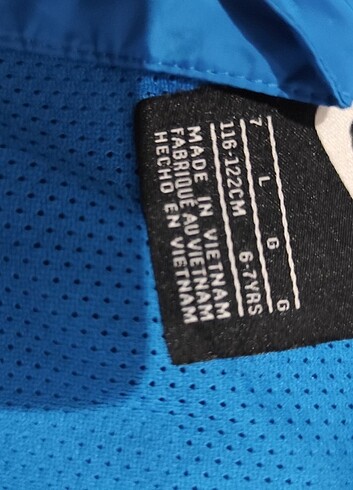 7 L G G
116-122CM 6-7YRS
MADE IN VIETNAM
FABRIQUÉ AU VIETNAM
HECHO EN VIETNAM